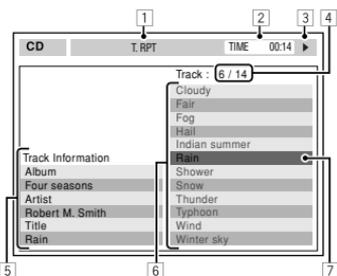 1 2 3 4
CD T. RPT TIME 00:14
Track : 6 / 14
Cloudy
Fair
Fog
Hail
Indian summer
Track Information Rain
Album Shower
Four seasons Snow
Artist Thunder
Robert M. Smith Typhoon
Title Wind
Rain Winter sky
5 6 7